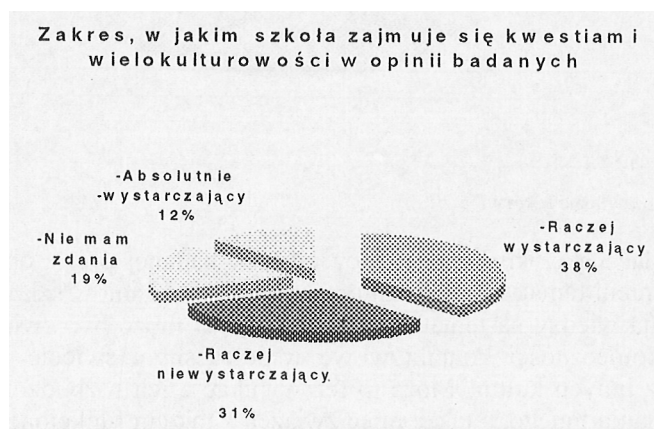 Zakres, w jakim szkoła zajmuje się kwestiami
wielokulturowości w opinii badanych
-Absolutnie
-wystarczający
12%
-Raczej
wystarczający
38%
-Nie mam
zdania
19%
-Raczej
niewystarczający
31%